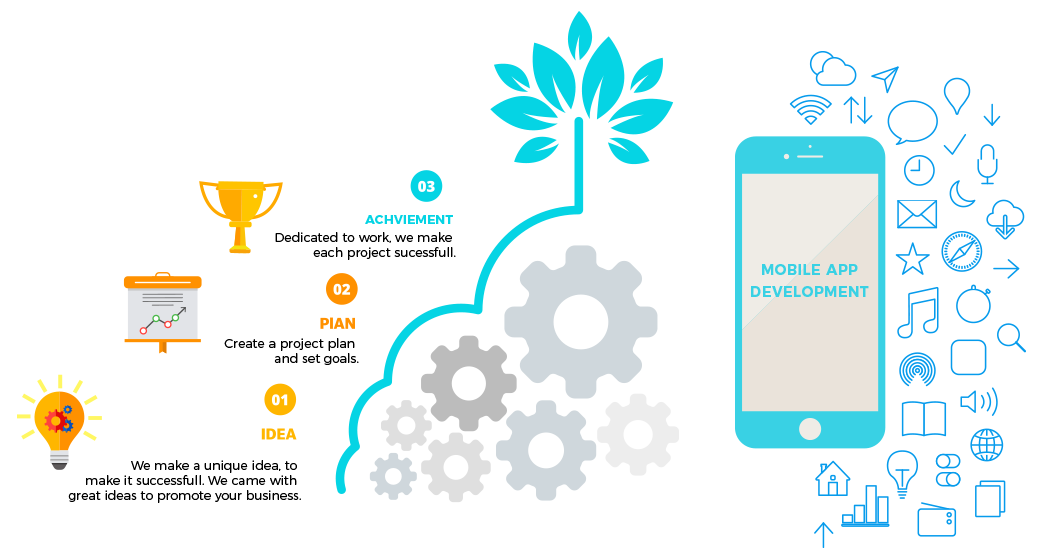 03
ACHVIEMENT
Dedicated to work, we make
each project sucessfull.
02
PlAN
Create a project plan
and set goals.
01
IDEA
We make a unique idea, to
make it successfull. We came with
great ideas to promote your business.
MOBILE APP
DEVELOPMENT